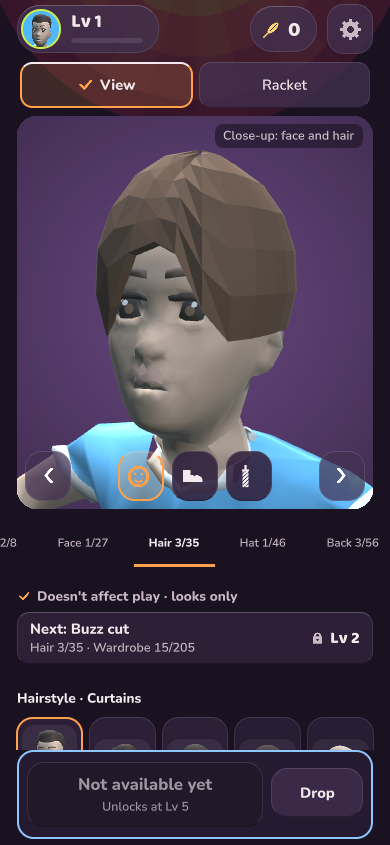 Lv 1
0
View
Racket
Close-up: face and hair
2/8
Face 1/27
Hair 3/35
Hat 1/46
Back 3/56
Doesn't affect play · looks only
Next: Buzz cut
Hair 3/35 · Wardrobe 15/205
Lv 2
Hairstyle · Curtains
Not available yet
Unlocks at Lv 5
Drop